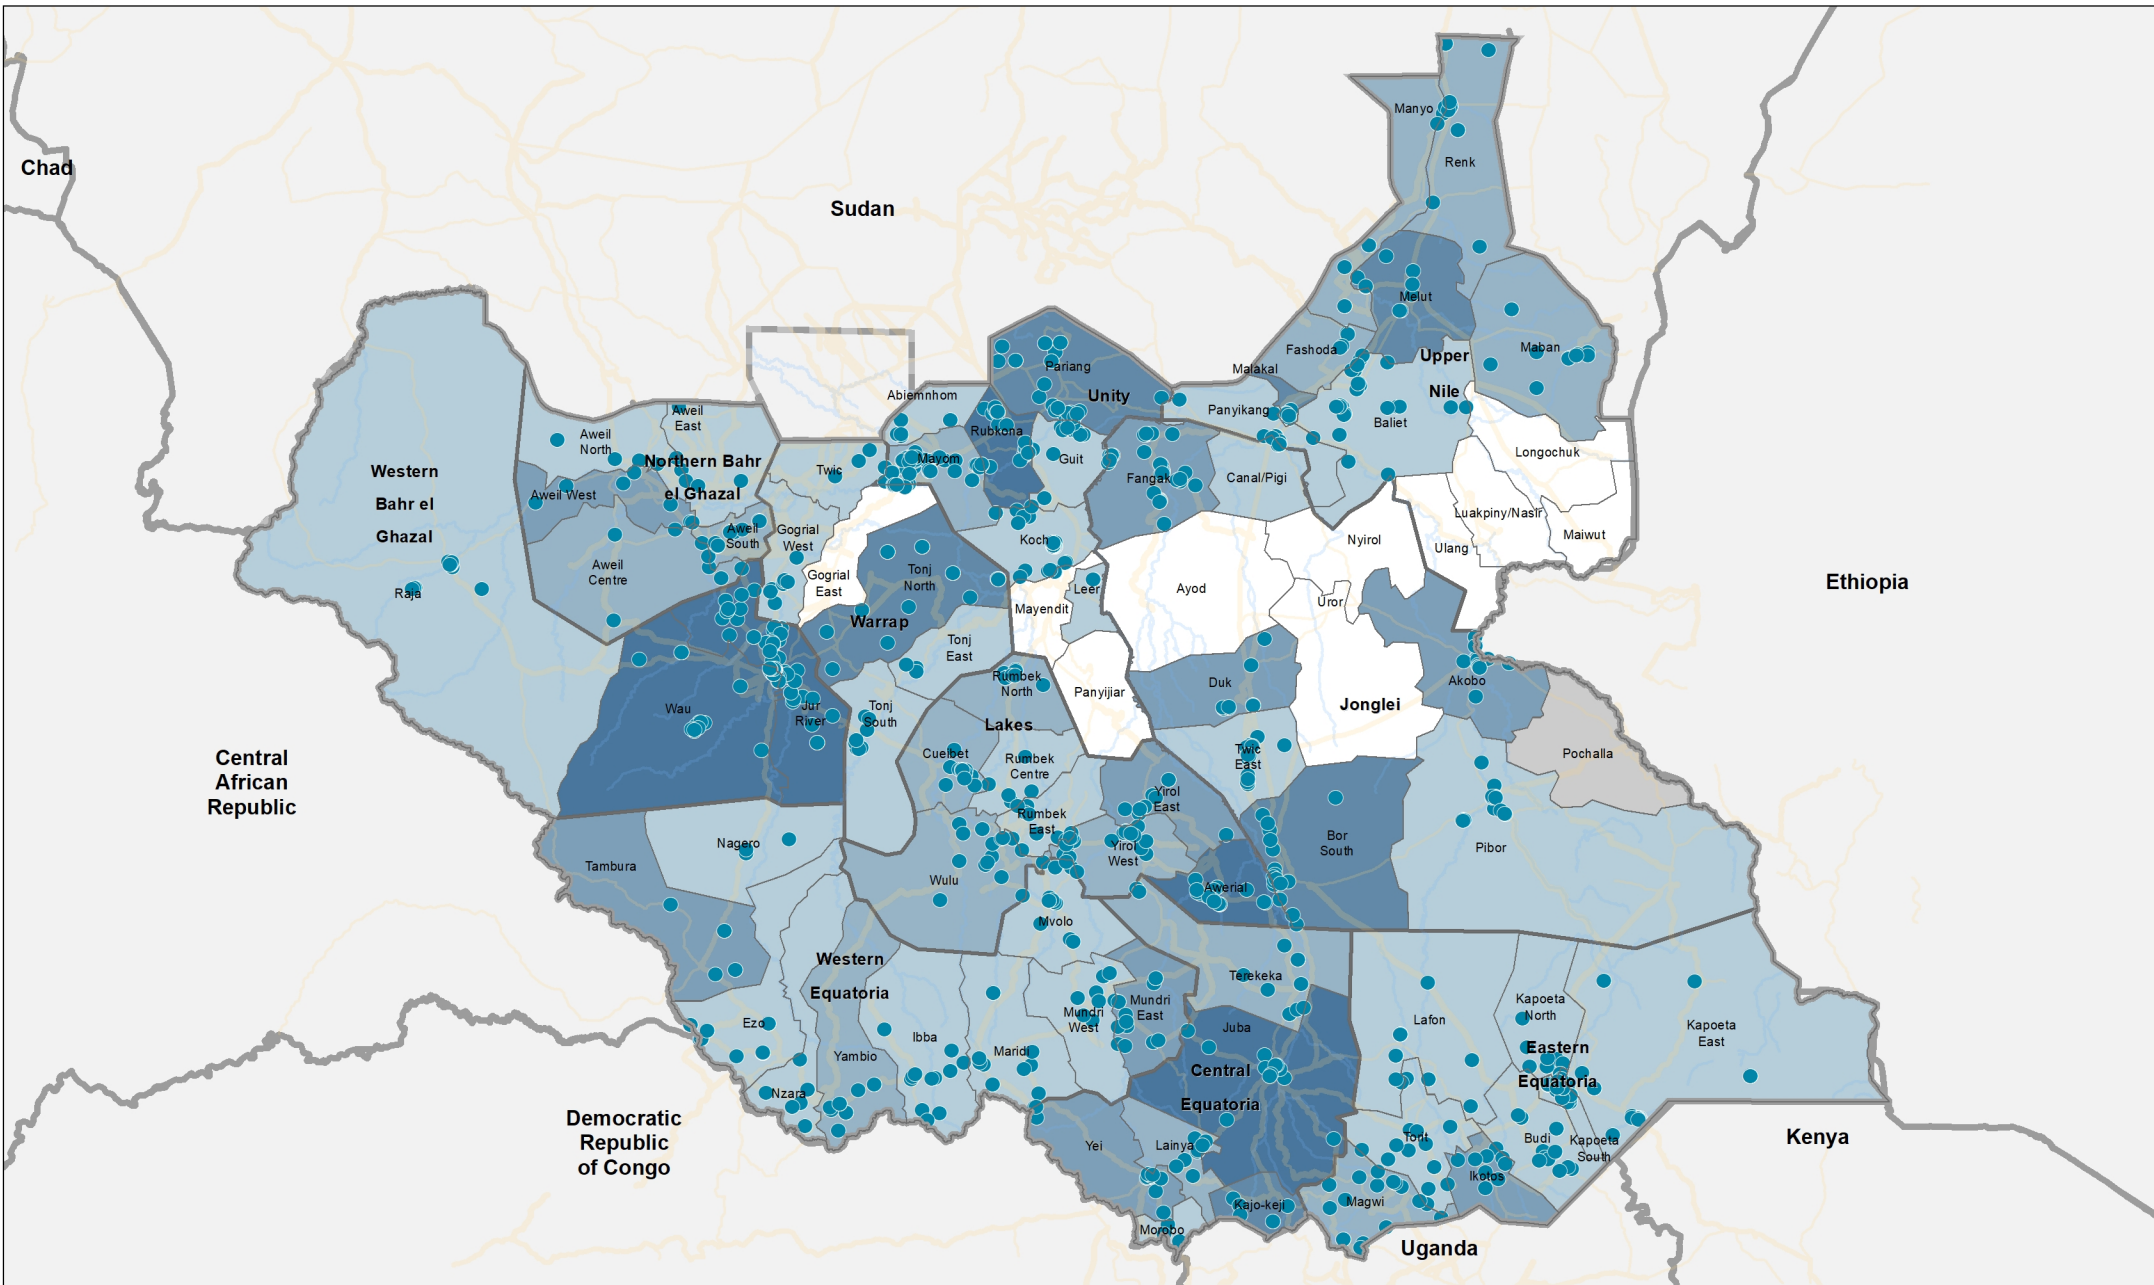 Chad
Sudan
Manyo
Renk
Melut
Maban
Fashoda
Upper
Nile
Malakal
Panyikang
Baliet
Longochuk
Luakpiny/Nasir
Maiwut
Ulang
Ethiopia
Pariang
Unity
Abiemnhom
Rubkona
Mayom
Guit
Fangak
Canal/Pigi
Koch
Leer
Mayendit
Panyijiar
Nyirol
Ayod
Uror
Duk
Jonglei
Akobo
Pochalla
Twic
East
Bor
South
Pibor
Aweil
East
Aweil
North
Northern Bahr
el Ghazal
Aweil West
Aweil
South
Aweil
Centre
Western
Bahr el
Ghazal
Raja
Wau
Jur
River
Twic
Gogrial
West
Gogrial
East
Tonj
North
Warrap
Tonj
East
Tonj
South
Rumbek
North
Lakes
Cueibet
Rumbek
Centre
Rumbek
East
Wulu
Yirol
East
Yirol
West
Awerial
Central
African
Republic
Tambura
Nagero
Western
Equatoria
Ezo
Yambio
Nzara
Ibba
Maridi
Mvolo
Mundri
West
Mundri
East
Terekeka
Juba
Central
Equatoria
Yei
Lainya
Morobo
Kajo-keji
Lafon
Kapoeta
North
Eastern
Equatoria
Kapoeta
East
Torit
Budi
Kapoeta
South
Ikotos
Magwi
Democratic
Republic
of Congo
Uganda
Kenya